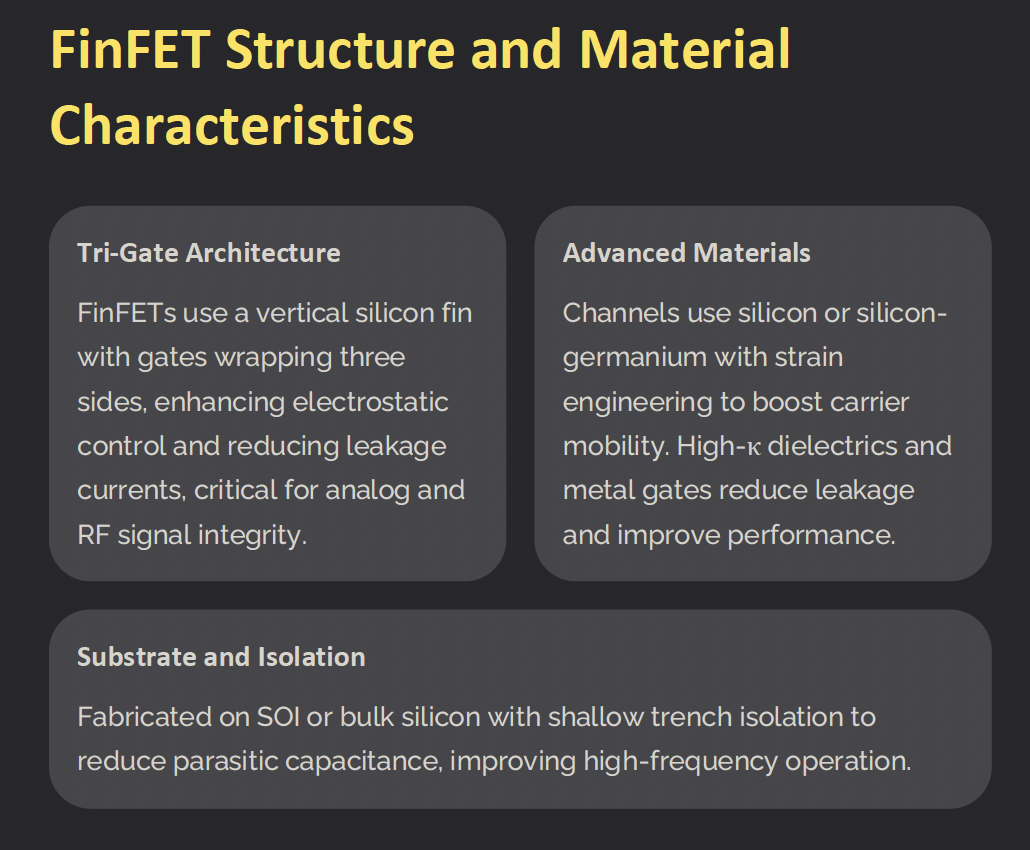 FinFET Structure and Material
Characteristics
Tri-Gate Architecture
FinFETs use a vertical silicon fin
with gates wrapping three
sides, enhancing electrostatic
control and reducing leakage
currents, critical for analog and
RF signal integrity.
Advanced Materials
Channels use silicon or silicon-
germanium with strain
engineering to boost carrier
mobility. High-κ dielectrics and
metal gates reduce leakage
and improve performance.
Substrate and Isolation
Fabricated on SOI or bulk silicon with shallow trench isolation to
reduce parasitic capacitance, improving high-frequency operation.